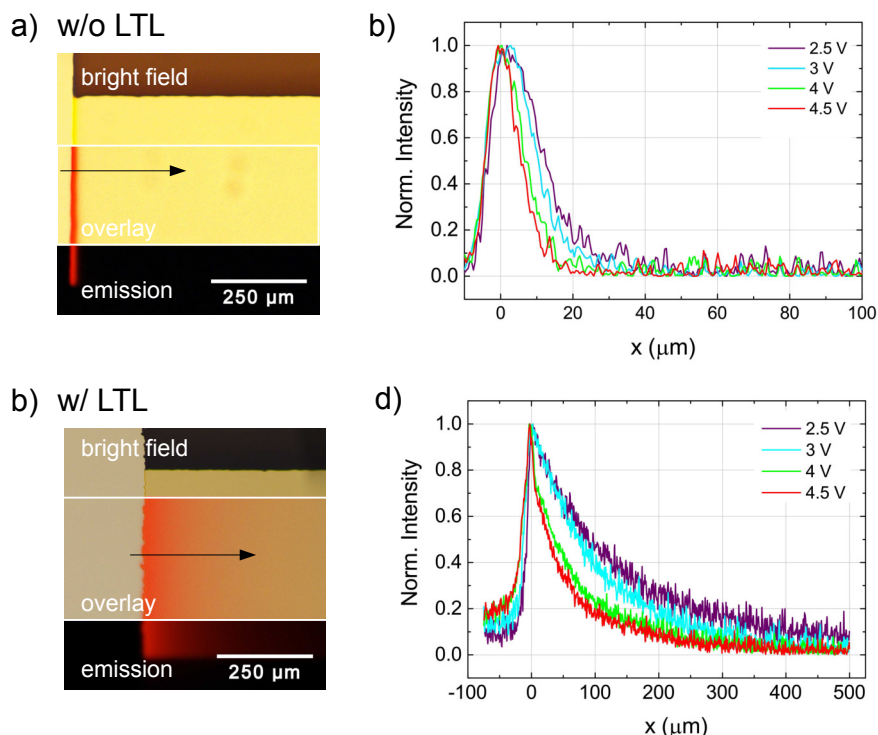 a) w/o LTL
bright field
overlay
emission
250 µm
b)
1.0
0.8
0.6
0.4
0.2
0.0
Norm. Intensity
2.5 V
3 V
4 V
4.5 V
0 20 40 60 80 100
x (µm)
b) w/ LTL
bright field
overlay
emission
250 µm
d)
1.0
0.8
0.6
0.4
0.2
0.0
Norm. Intensity
2.5 V
3 V
4 V
4.5 V
-100 0 100 200 300 400 500
x (µm)